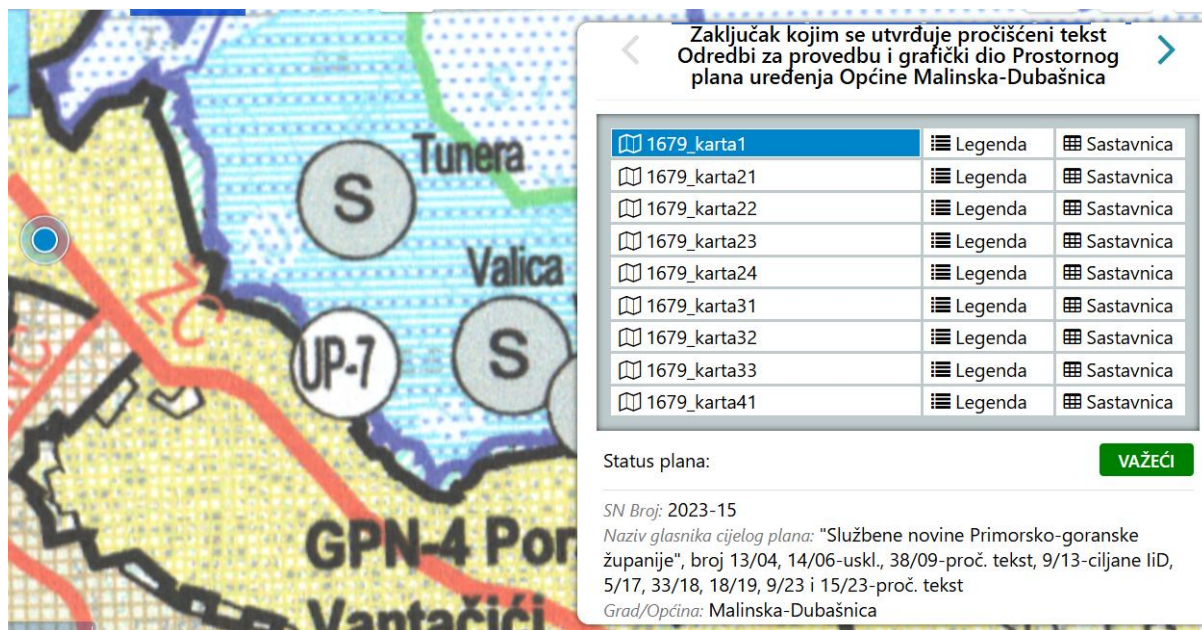 Zaključak kojim se utvrđuje pročišćeni tekst
Odredbi za provedbu i grafički dio Prostornog
plana uređenja Općine Malinska-Dubašnica
1679_karta1 Legenda Sastavnica
1679_karta21 Legenda Sastavnica
1679_karta22 Legenda Sastavnica
1679_karta23 Legenda Sastavnica
1679_karta24 Legenda Sastavnica
1679_karta31 Legenda Sastavnica
1679_karta32 Legenda Sastavnica
1679_karta33 Legenda Sastavnica
1679_karta41 Legenda Sastavnica
Status plana: VAŽEĆI
SN Broj: 2023-15
Naziv glasnika cijelog plana: "Službene novine Primorsko-goranske
županije", broj 13/04, 14/06-uskl., 38/09-proč. tekst, 9/13-ciljane IiD,
5/17, 33/18, 18/19, 9/23 i 15/23-proč. tekst
Grad/Općina: Malinska-Dubašnica
Tunera
S
Valica
S
ŽC
UP-7
GPN-4 Por
Vantačići